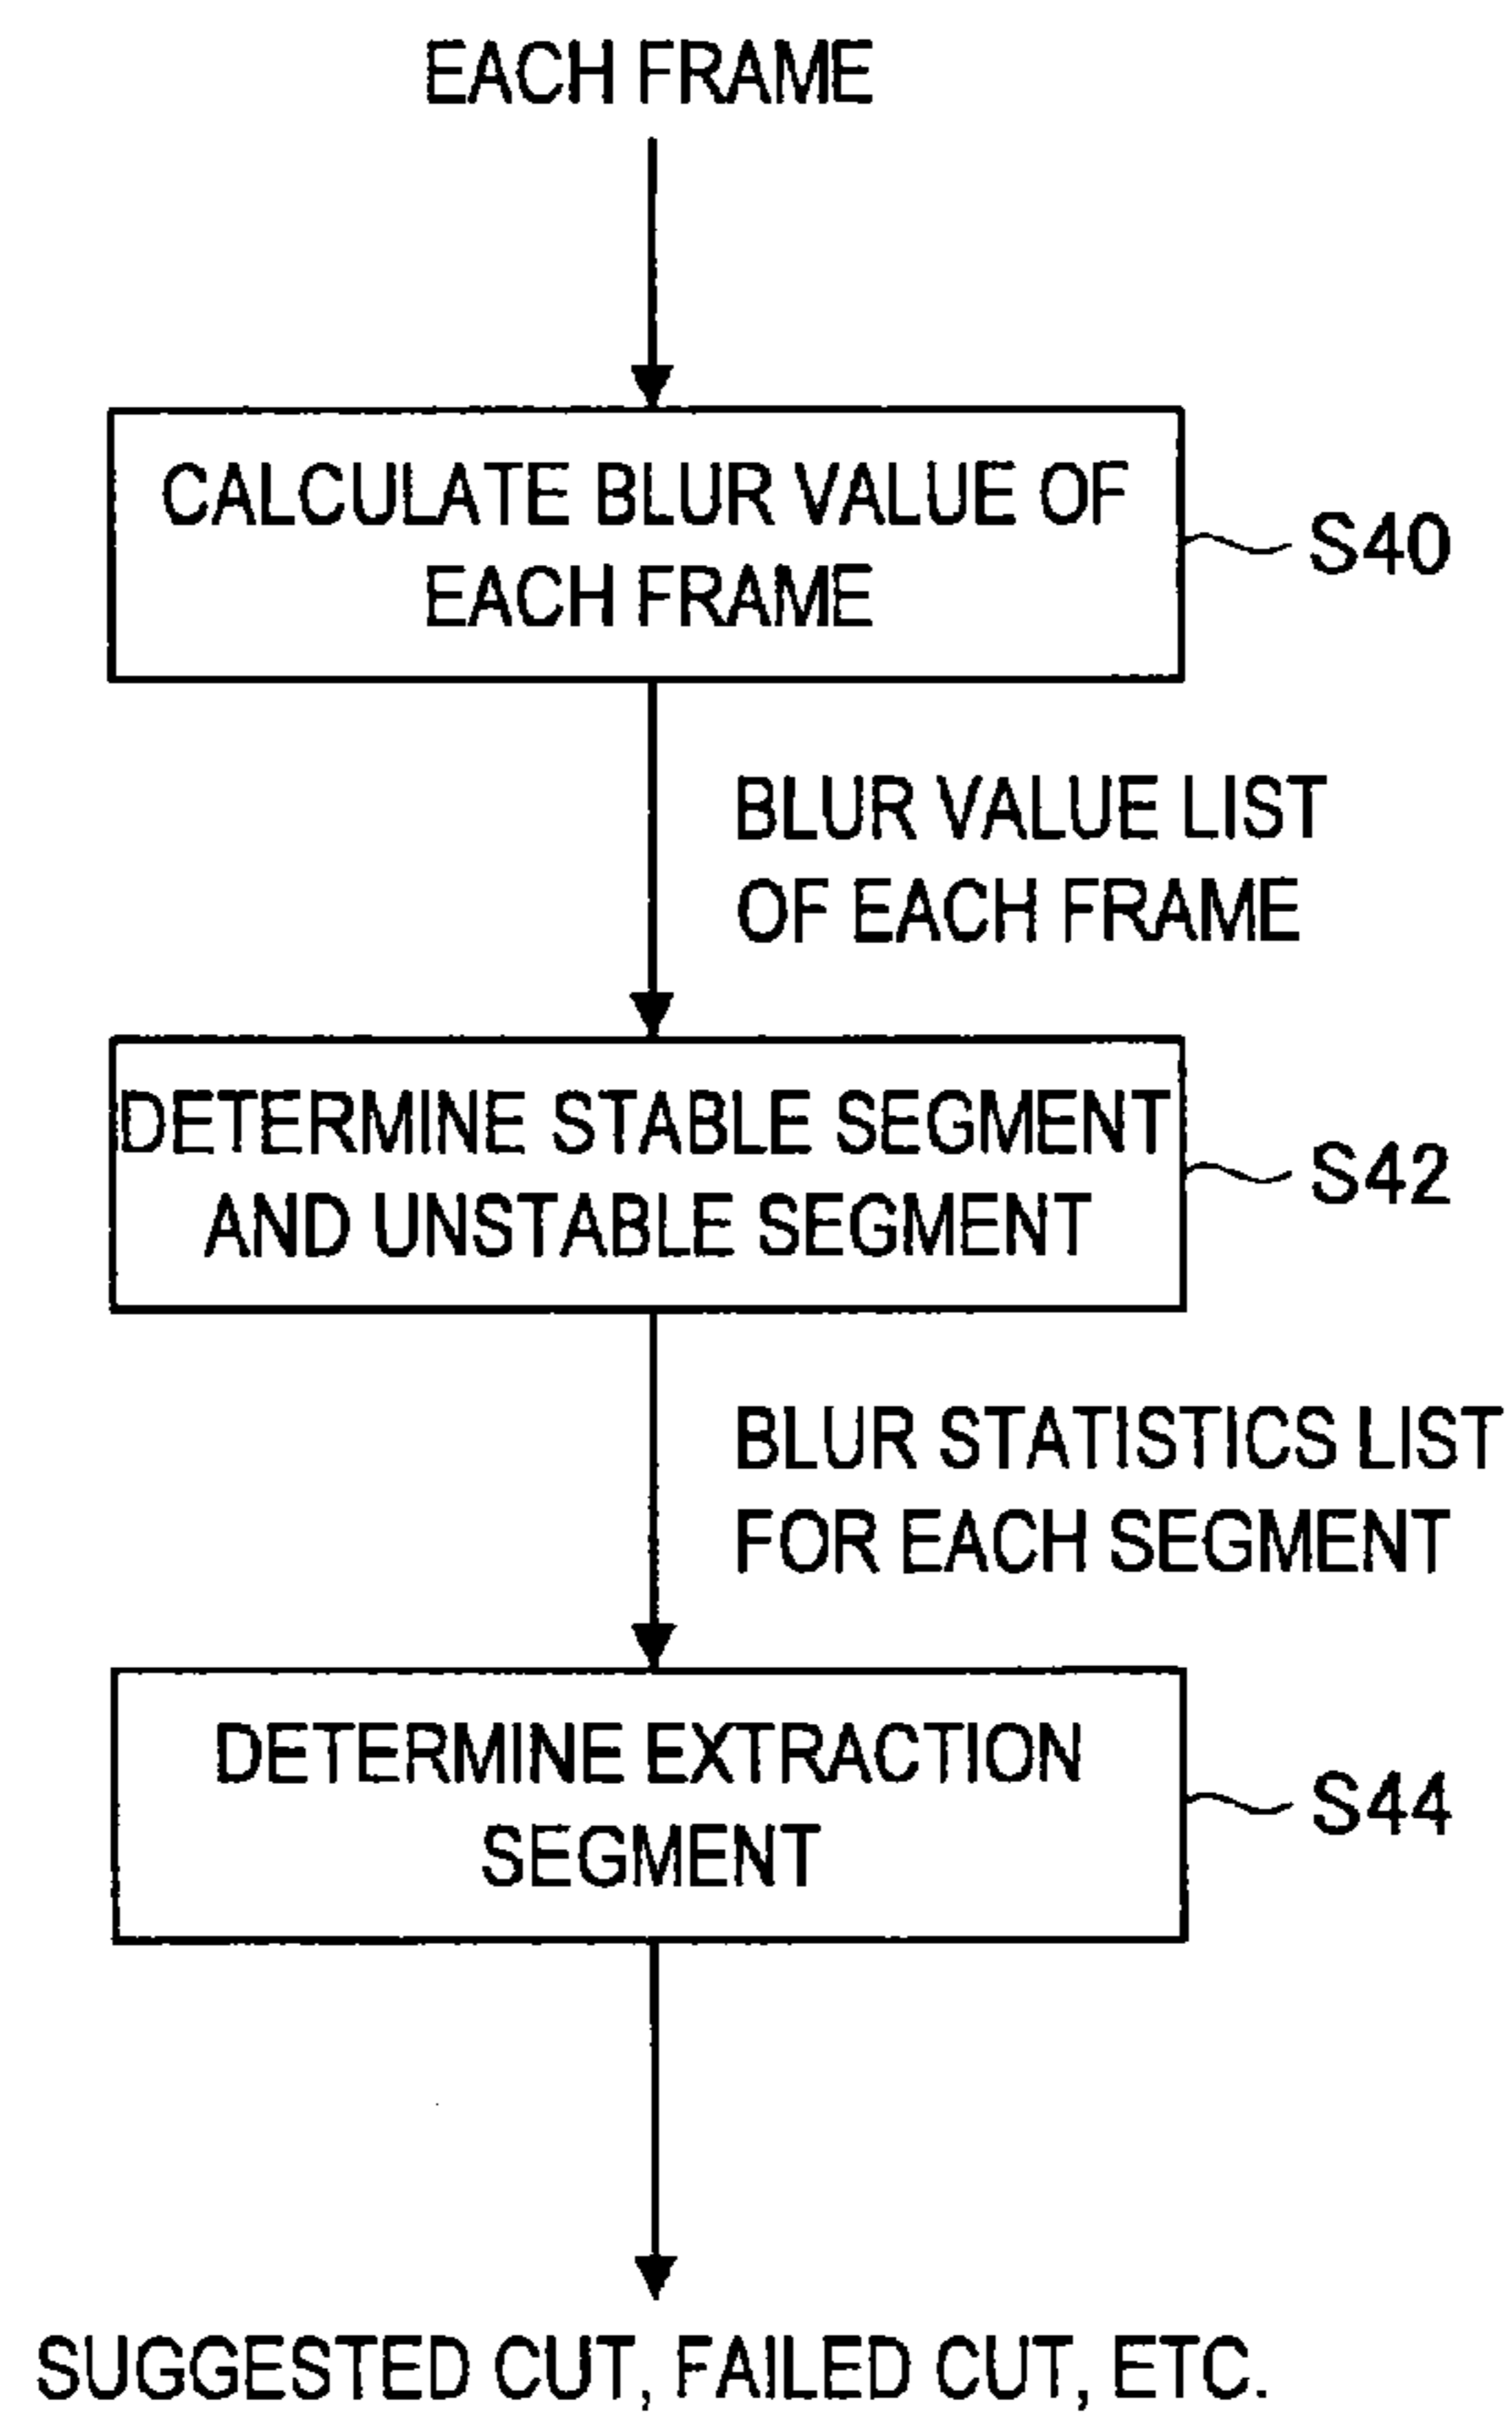 EACH FRAME
CALCULATE BLUR VALUE OF
EACH FRAME
S40
BLUR VALUE LIST
OF EACH FRAME
DETERMINE STABLE SEGMENT
AND UNSTABLE SEGMENT
S42
BLUR STATISTICS LIST
FOR EACH SEGMENT
DETERMINE EXTRACTION
SEGMENT
S44
SUGGESTED CUT, FAILED CUT, ETC.